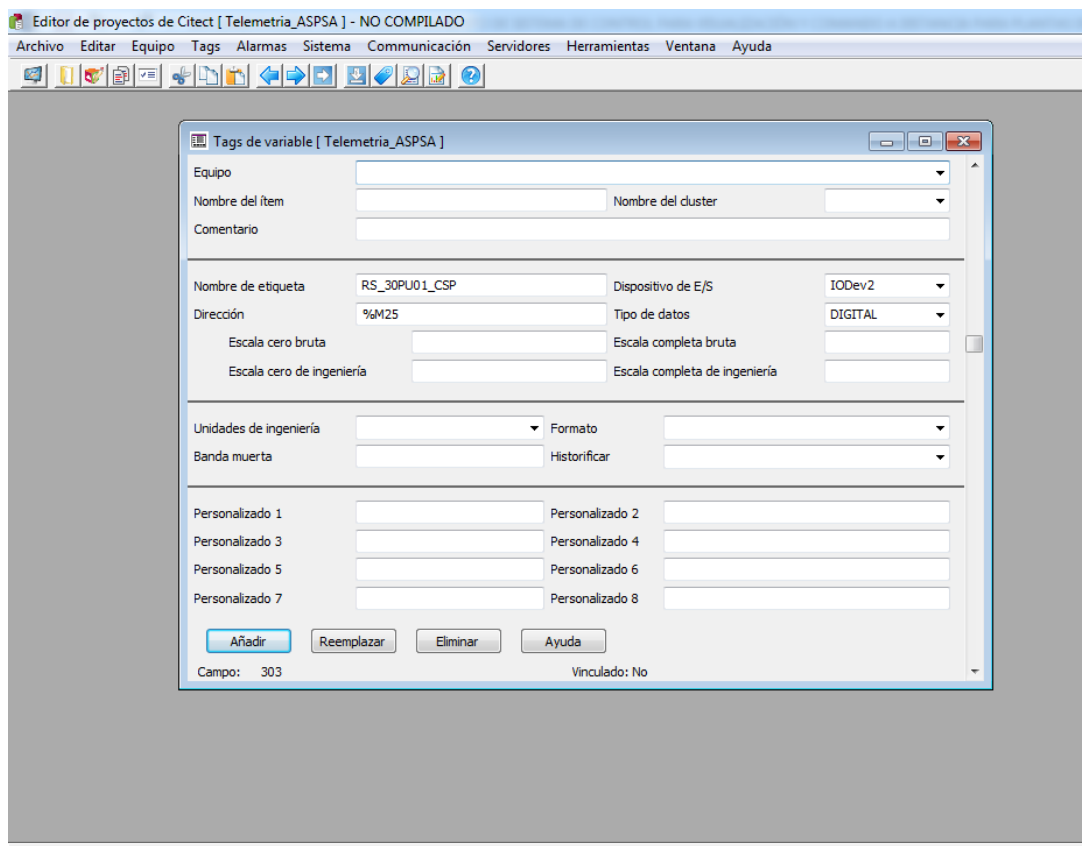 Editor de proyectos de Citect [ Telemetria_ASPSA ] - NO COMPILADO
Archivo Editar Equipo Tags Alarmas Sistema Communicación Servidores Herramientas Ventana Ayuda
Tags de variable [ Telemetria_ASPSA ]
Equipo
Nombre del ítem Nombre del cluster
Comentario
Nombre de etiqueta RS_30PU01_CSP Dispositivo de E/S IODev2
Dirección %M25 Tipo de datos DIGITAL
Escala cero bruta Escala completa bruta
Escala cero de ingeniería Escala completa de ingeniería
Unidades de ingeniería Formato
Banda muerta Historificar
Personalizado 1 Personalizado 2
Personalizado 3 Personalizado 4
Personalizado 5 Personalizado 6
Personalizado 7 Personalizado 8
Añadir Reemplazar Eliminar Ayuda
Campo: 303 Vinculado: No